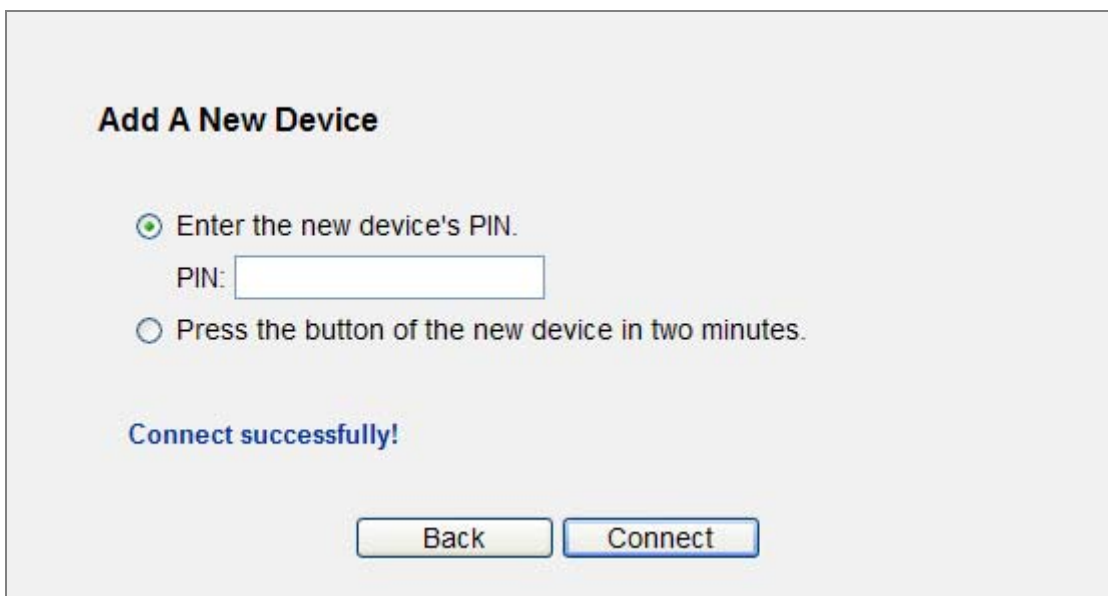 Add A New Device
Enter the new device's PIN.
PIN:
Press the button of the new device in two minutes.
Connect successfully!
Back Connect